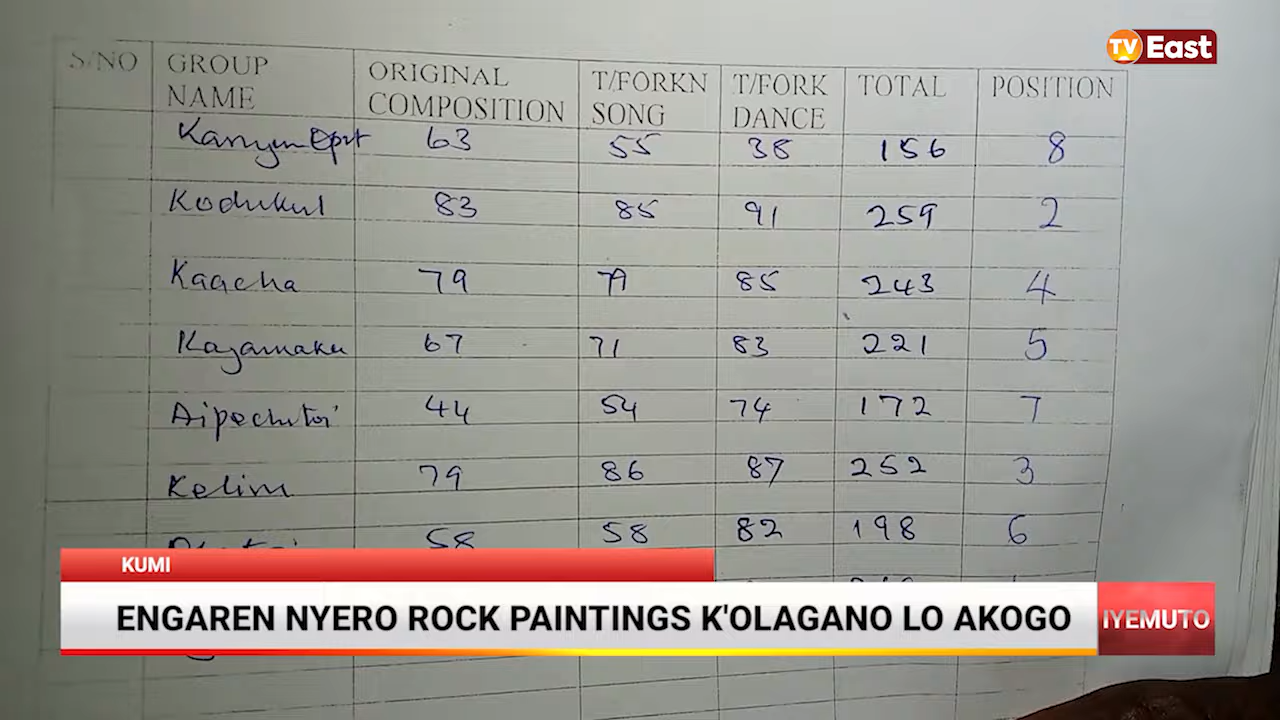 TV East
S/NO GROUP NAME ORIGINAL COMPOSITION T/FORKN SONG T/FORK DANCE TOTAL POSITION
63 55 38 156 8
Kodukul 83 85 91 259 2
Kaacha 79 79 85 243 4
Kajamaku 67 71 83 221 5
44 54 74 172 7
Kelim 79 86 87 252 3
58 58 82 198 6
KUMI
ENGAREN NYERO ROCK PAINTINGS K'OLAGANO LO AKOGO
IYEMUTO